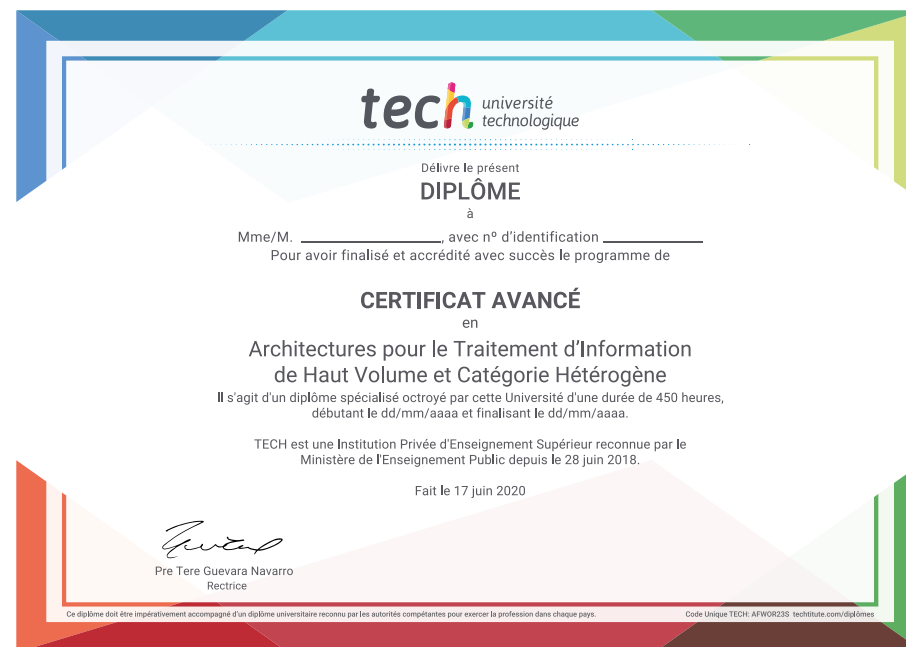 tech université
technologique
Délivre le présent
DIPLÔME
à
Mme/M. ____________________, avec nº d'identification ______________
Pour avoir finalisé et accrédité avec succès le programme de
CERTIFICAT AVANCÉ
en
Architectures pour le Traitement d'Information
de Haut Volume et Catégorie Hétérogène
Il s'agit d'un diplôme spécialisé octroyé par cette Université d'une durée de 450 heures,
débutant le dd/mm/aaaa et finalisant le dd/mm/aaaa.
TECH est une Institution Privée d'Enseignement Supérieur reconnue par le
Ministère de l'Enseignement Public depuis le 28 juin 2018.
Fait le 17 juin 2020
Pre Tere Guevara Navarro
Rectrice
Ce diplôme doit être impérativement accompagné d'un diplôme universitaire reconnu par les autorités compétantes pour exercer la profession dans chaque pays.
Code Unique TECH: AFWOR23S techtitute.com/diplômes